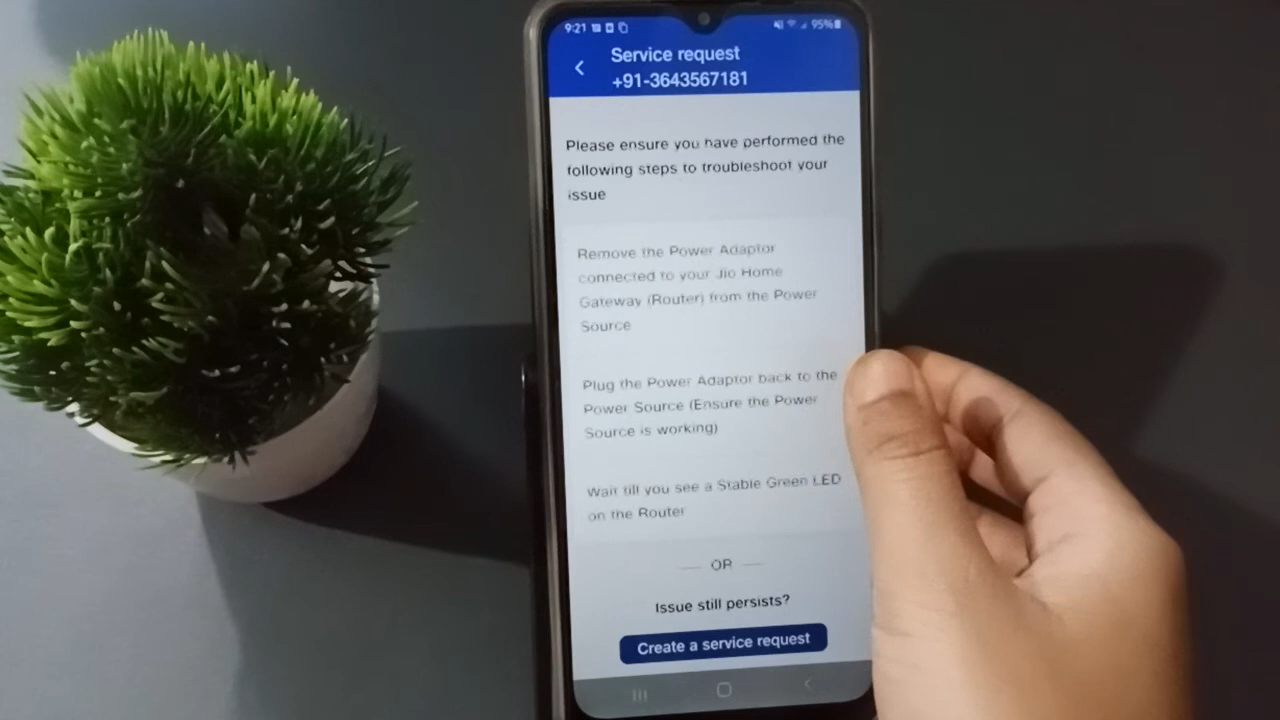 9:21
95%
Service request
+91-3643567181
Please ensure you have performed the
following steps to troubleshoot your
issue
Remove the Power Adaptor
connected to your Jio Home
Gateway (Router) from the Power
Source
Plug the Power Adaptor back to the
Power Source (Ensure the Power
Source is working)
Wait till you see a Stable Green LED
on the Router
OR
Issue still persists?
Create a service request